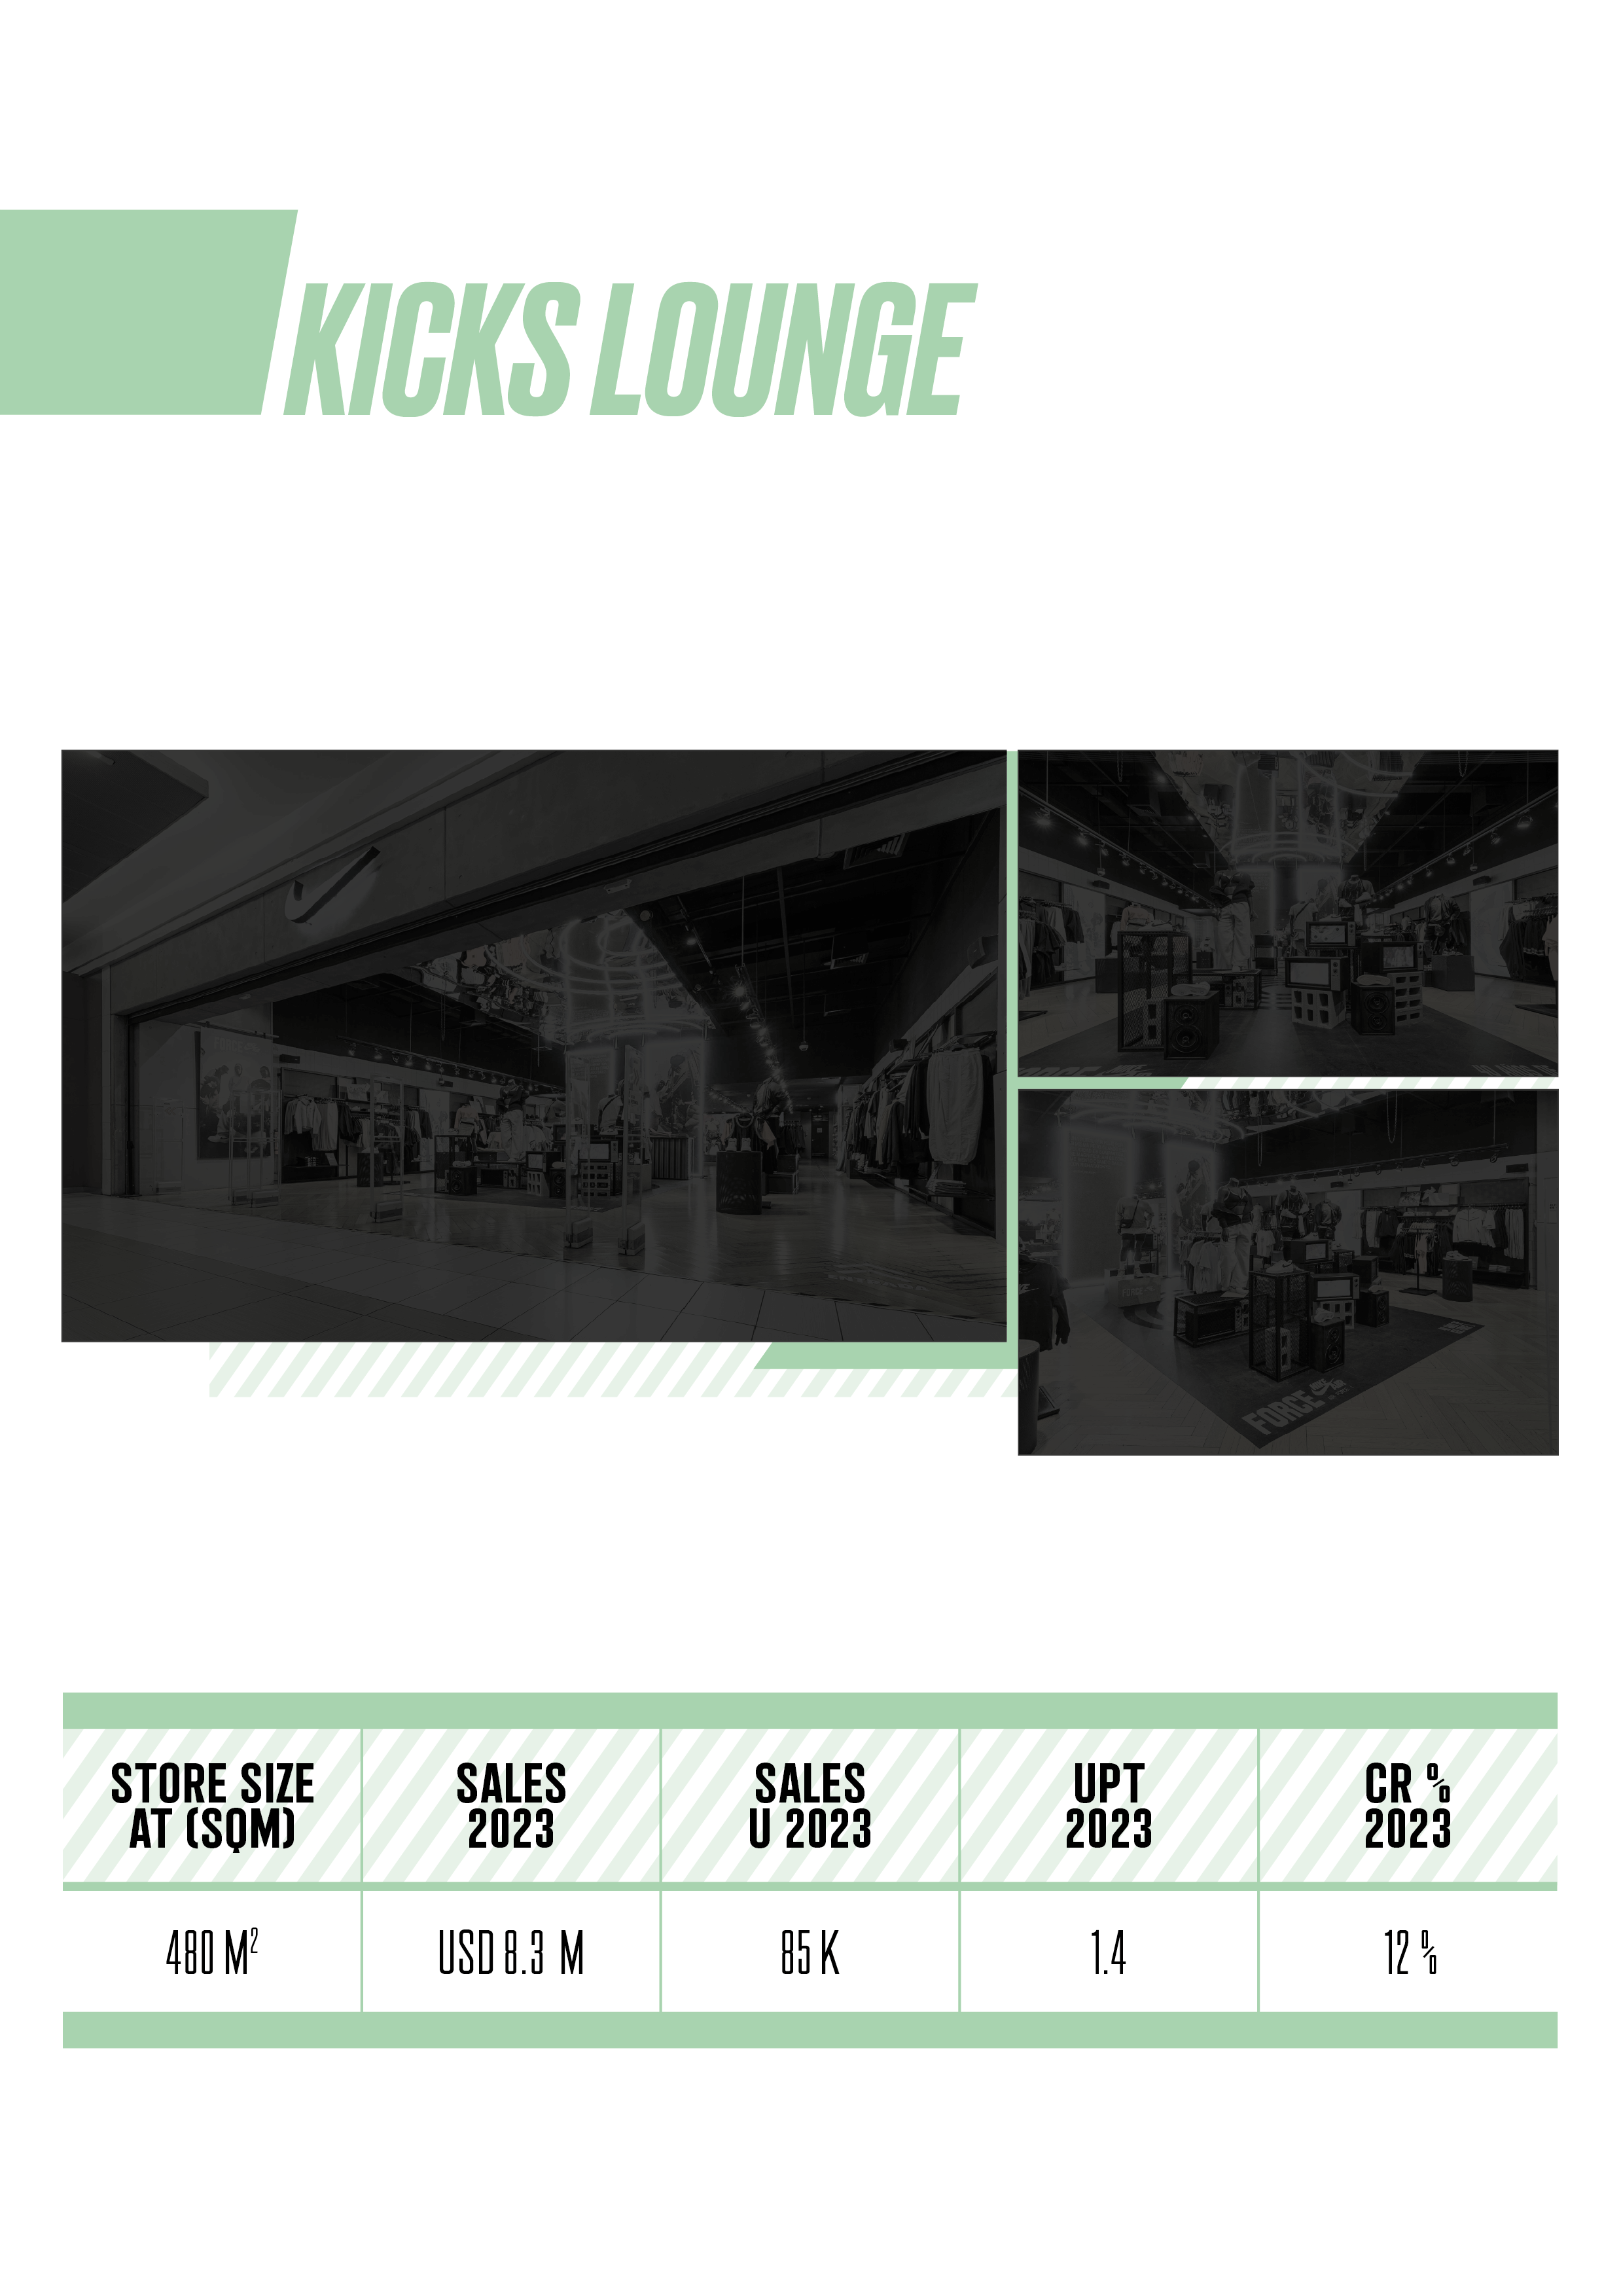 KICKS LOUNGE
FORCE
STORE SIZE
AT (SQM)
SALES
2023
SALES
U 2023
UPT
2023
CR %
2023
480 M²
USD 8.3 M
85 K
1.4
12 %